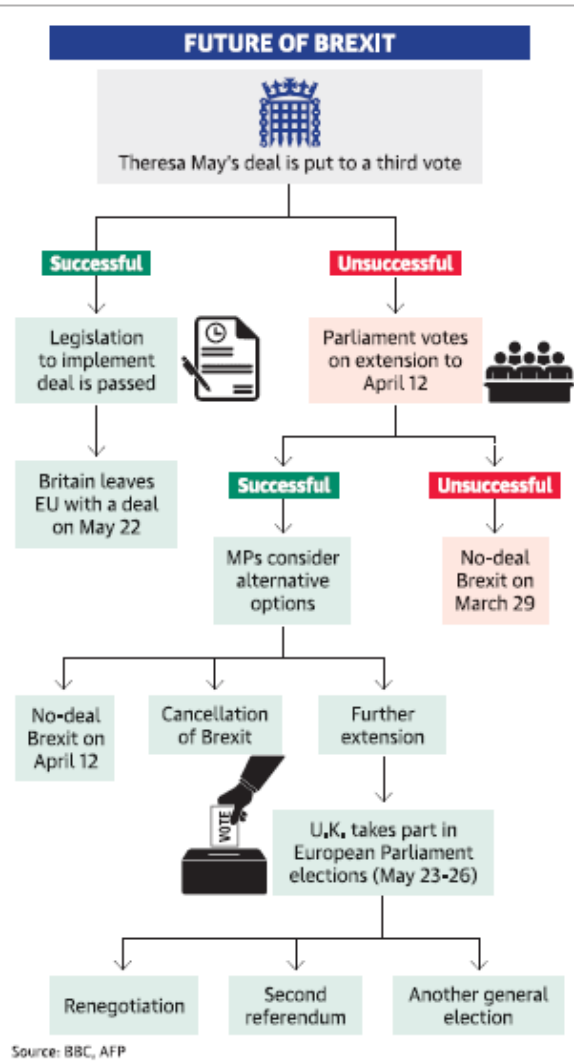 FUTURE OF BREXIT
Theresa May's deal is put to a third vote
Successful
Unsuccessful
Legislation
to implement
deal is passed
Parliament votes
on extension to
April 12
Britain leaves
EU with a deal
on May 22
Successful
Unsuccessful
MPs consider
alternative
options
No-deal
Brexit on
March 29
No-deal
Brexit on
April 12
Cancellation
of Brexit
Further
extension
VOTE
U.K. takes part in
European Parliament
elections (May 23-26)
Renegotiation
Second
referendum
Another general
election
Source: BBC, AFP